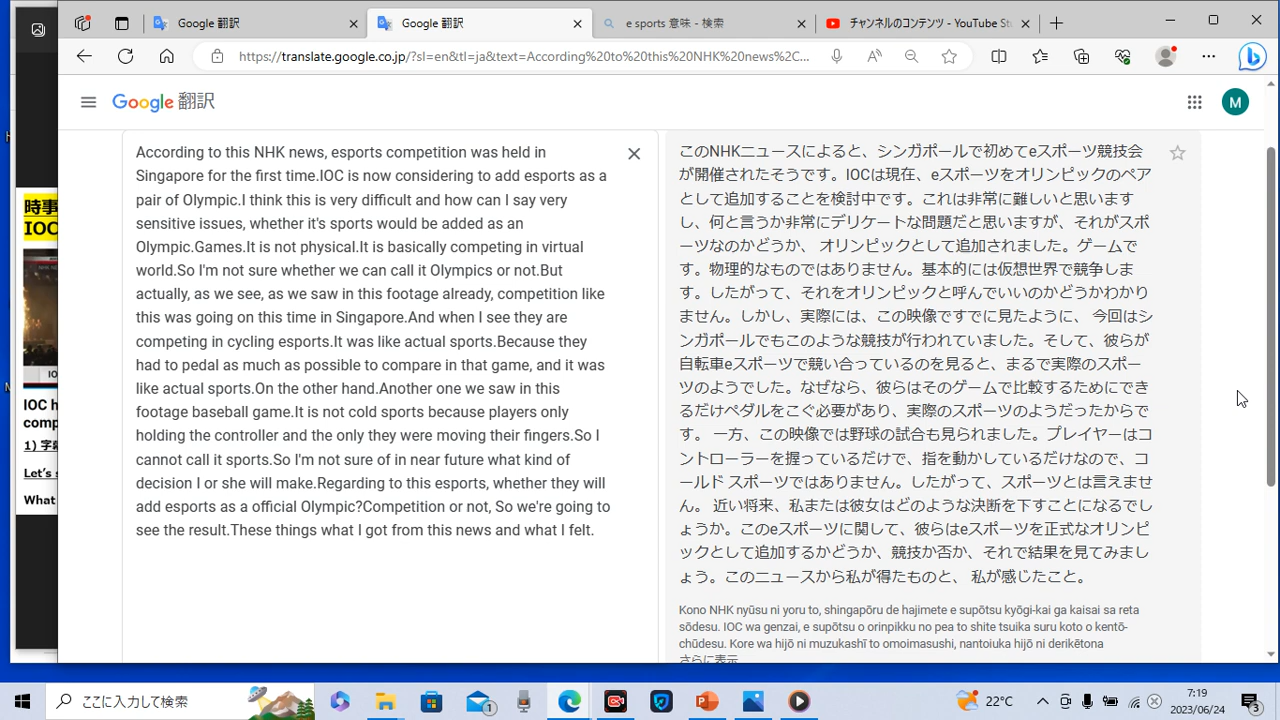 Google 翻訳
Google 翻訳
e sports 意味 - 検索
チャンネルのコンテンツ - YouTube St
https://translate.google.co.jp/?sl=en&tl=ja&text=According%20to%20this%20NHK%20news%2C...
Google 翻訳
M
According to this NHK news, esports competition was held in
Singapore for the first time.IOC is now considering to add esports as a
pair of Olympic.I think this is very difficult and how can I say very
sensitive issues, whether it's sports would be added as an
Olympic.Games.It is not physical.It is basically competing in virtual
world.So I'm not sure whether we can call it Olympics or not.But
actually, as we see, as we saw in this footage already, competition like
this was going on this time in Singapore.And when I see they are
competing in cycling esports.It was like actual sports.Because they
had to pedal as much as possible to compare in that game, and it was
like actual sports.On the other hand.Another one we saw in this
footage baseball game.It is not cold sports because players only
holding the controller and the only they were moving their fingers.So I
cannot call it sports.So I'm not sure of in near future what kind of
decision I or she will make.Regarding to this esports, whether they will
add esports as a official Olympic?Competition or not, So we're going to
see the result.These things what I got from this news and what I felt.
このNHKニュースによると、シンガポールで初めてeスポーツ競技会
が開催されたそうです。IOCは現在、eスポーツをオリンピックのペア
として追加することを検討中です。これは非常に難しいと思います
し、何と言うか非常にデリケートな問題だと思いますが、それがスポ
ーツなのかどうか、 オリンピックとして追加されました。ゲームで
す。物理的なものではありません。基本的には仮想世界で競争しま
す。したがって、それをオリンピックと呼んでいいのかどうかわかり
ません。しかし、実際には、この映像ですでに見たように、 今回はシ
ンガポールでもこのような競技が行われていました。そして、彼らが
自転車eスポーツで競い合っているのを見ると、まるで実際のスポー
ツのようでした。なぜなら、彼らはそのゲームで比較するためにでき
るだけペダルをこぐ必要があり、実際のスポーツのようだったからで
す。 一方、この映像では野球の試合も見られました。プレイヤーはコ
ントローラーを握っているだけで、指を動かしているだけなので、コ
ールド スポーツではありません。したがって、スポーツとは言えませ
ん。 近い将来、私または彼女はどのような決断を下すことになるでし
ょうか。このeスポーツに関して、彼らはeスポーツを正式なオリンピ
ックとして追加するかどうか、競技か否か、それで結果を見てみまし
ょう。このニュースから私が得たものと、 私が感じたこと。
Kono NHK nyūsu ni yoru to, shingapōru de hajimete e supōtsu kyōgi-kai ga kaisai sa reta
sōdesu. IOC wa genzai, e supōtsu o orinpikku no pea to shite tsuika suru koto o kentō-
chūdesu. Kore wa hijō ni muzukashī to omoimasushi, nantoiuka hijō ni derikētona
さらに表示
時事
IOC
IO
IOC h
comp
1) 字幕
Let's s
What
ここに入力して検索
1
22°C
7:19
2023/06/24
3